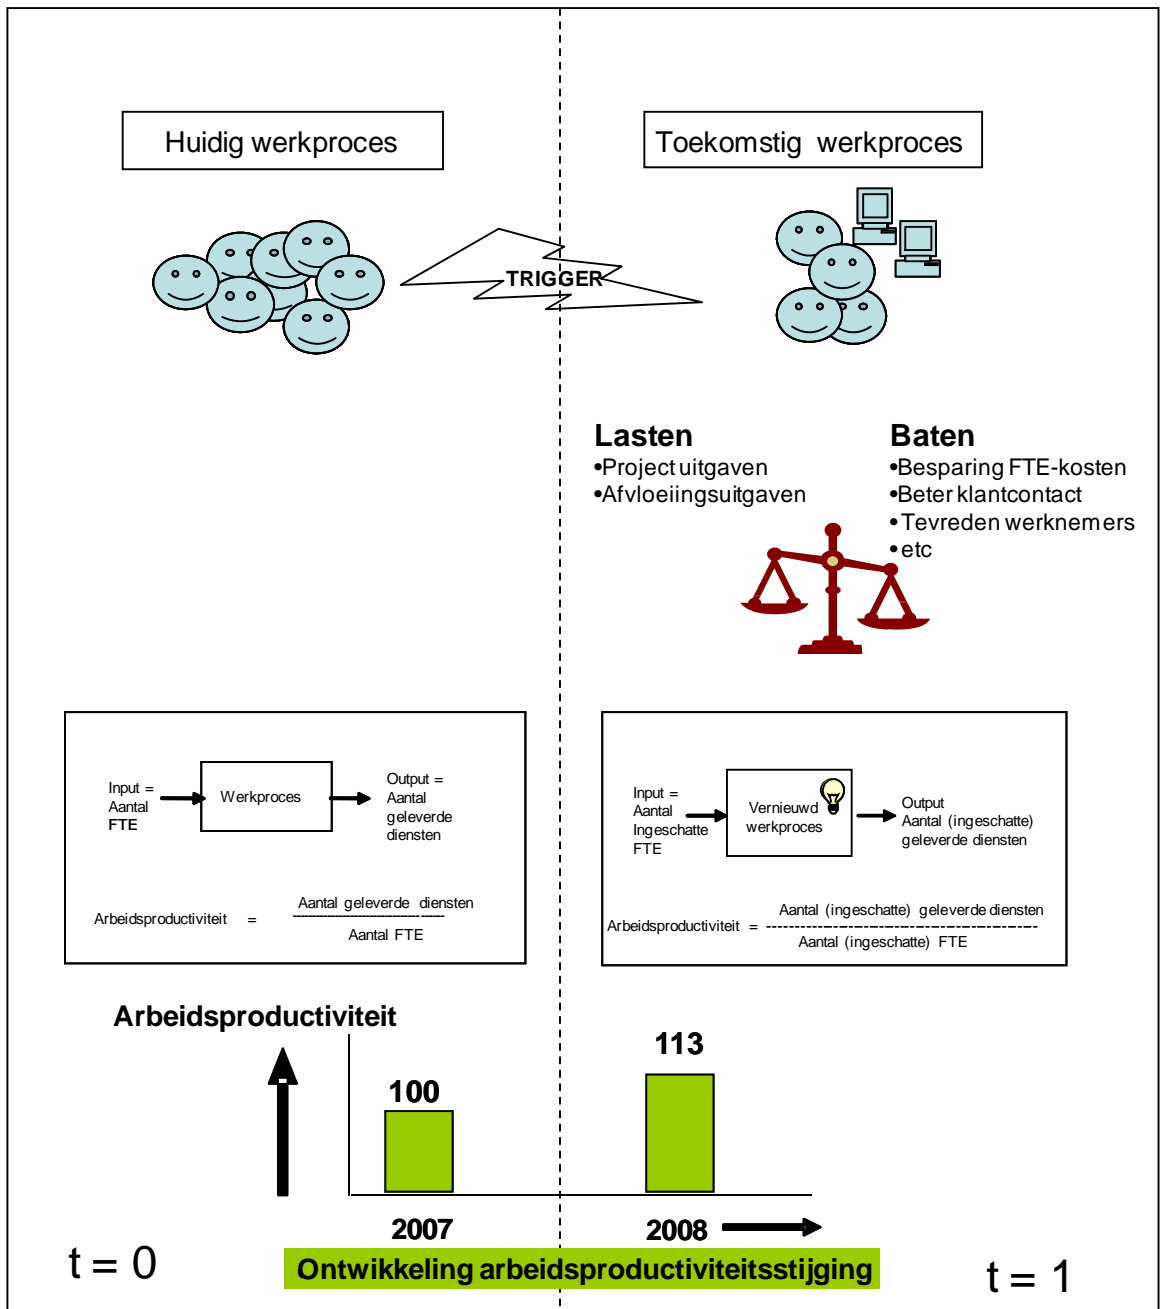 Huidig werkproces
Toekomstig werkproces
TRIGGER
Lasten
•Project uitgaven
•Afvloeiingsuitgaven
Baten
•Besparing FTE-kosten
•Beter klantcontact
•Tevreden werknemers
•etc
Input =
Aantal
FTE
Werkproces
Output =
Aantal
geleverde
diensten
Arbeidsproductiviteit =
Aantal geleverde diensten
Aantal FTE
Input =
Aantal
Ingeschatte
FTE
Vernieuwd
werkproces
Output
Aantal (ingeschatte)
geleverde diensten
Arbeidsproductiviteit =
Aantal (ingeschatte) geleverde diensten
Aantal (ingeschatte) FTE
Arbeidsproductiviteit
100
113
2007
2008
t = 0
Ontwikkeling arbeidsproductiviteitsstijging
t = 1